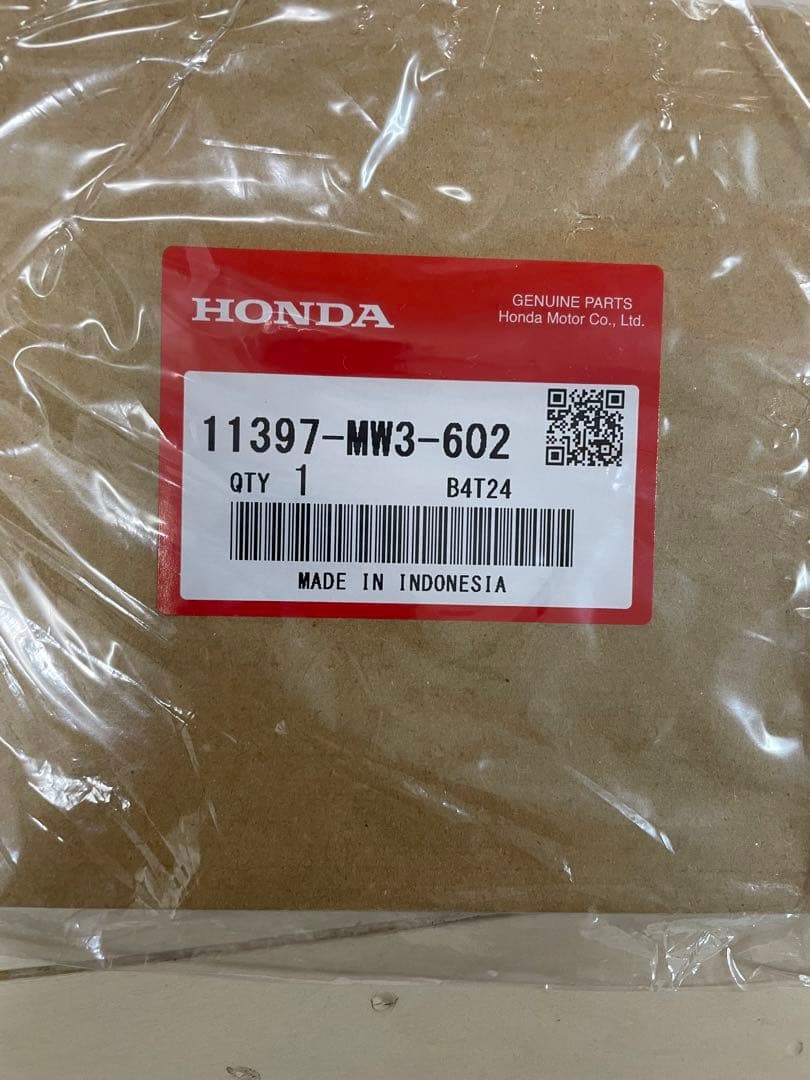 HONDA
GENUINE PARTS
Honda Motor Co., Ltd.
11397-MW3-602
QTY 1 B4T24
MADE IN INDONESIA